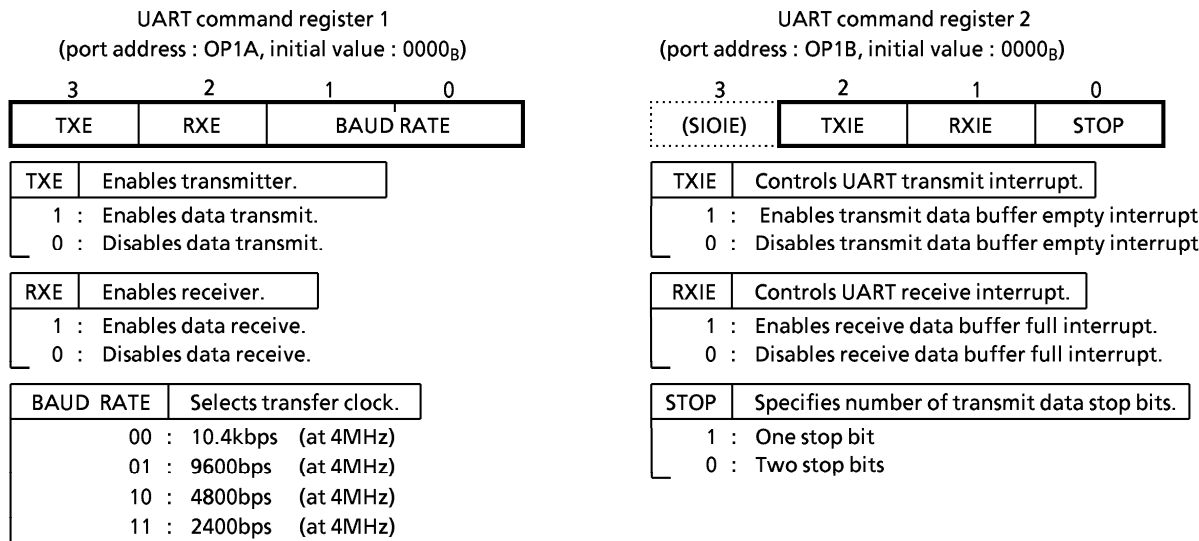 UART command register 1
(port address : OP1A, initial value : 0000B)
3 2 1 0
TXE RXE BAUD RATE
TXE Enables transmitter.
1 : Enables data transmit.
0 : Disables data transmit.
RXE Enables receiver.
1 : Enables data receive.
0 : Disables data receive.
BAUD RATE Selects transfer clock.
00 : 10.4kbps (at 4MHz)
01 : 9600bps (at 4MHz)
10 : 4800bps (at 4MHz)
11 : 2400bps (at 4MHz)
UART command register 2
(port address : OP1B, initial value : 0000B)
3 2 1 0
(SIOIE) TXIE RXIE STOP
TXIE Controls UART transmit interrupt.
1 : Enables transmit data buffer empty interrupt
0 : Disables transmit data buffer empty interrupt
RXIE Controls UART receive interrupt.
1 : Enables receive data buffer full interrupt.
0 : Disables receive data buffer full interrupt.
STOP Specifies number of transmit data stop bits.
1 : One stop bit
0 : Two stop bits